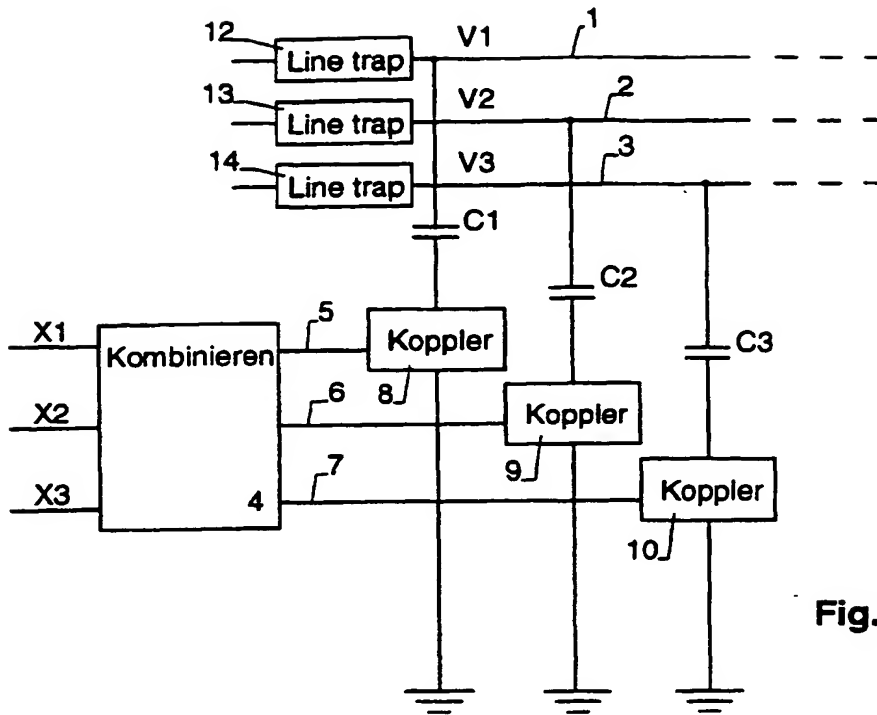 12 Line trap V1 1
13 Line trap V2 2
14 Line trap V3 3
C1
C2
C3
X1 Kombinieren 5 Koppler
8
X2 6 Koppler
9
X3 4 7 Koppler
10
Fig.